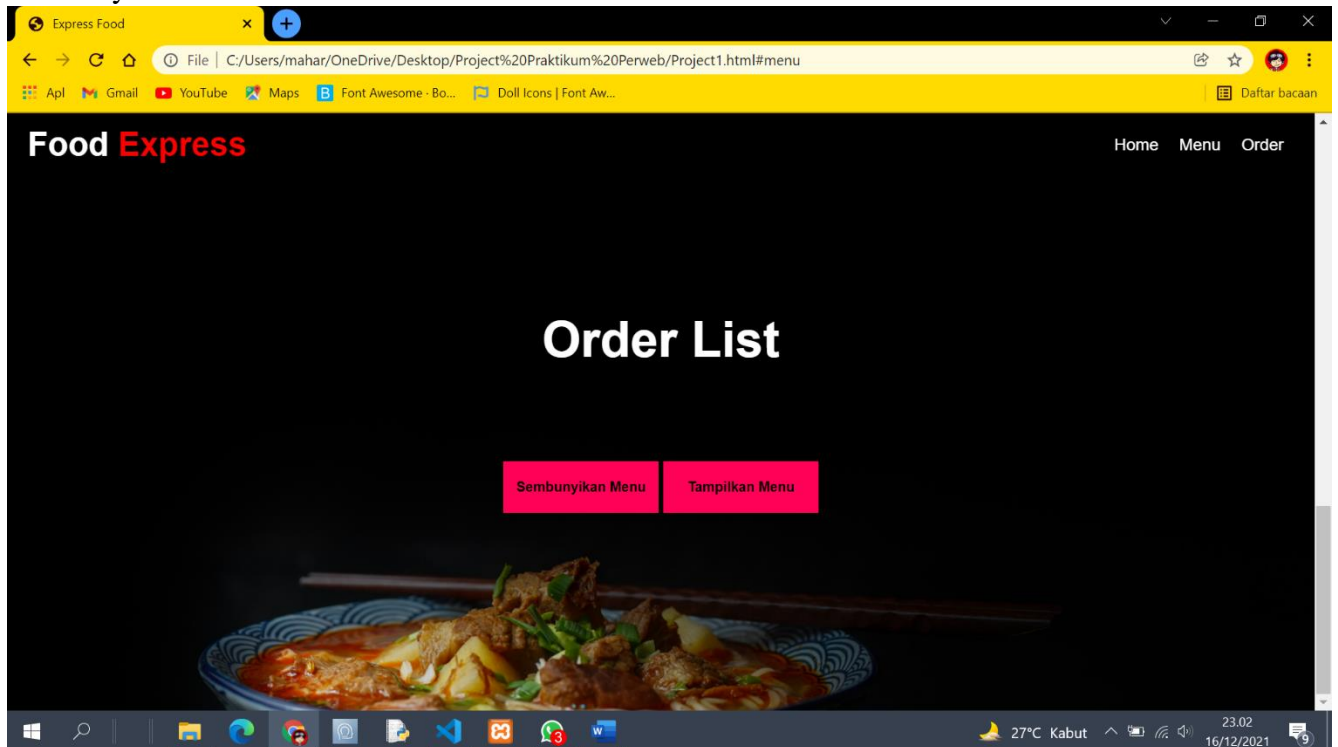 Express Food
File C:/Users/mahar/OneDrive/Desktop/Project%20Praktikum%20Perweb/Project1.html#menu
Apl Gmail YouTube Maps Font Awesome - Bo... Doll Icons | Font Aw... Daftar bacaan
Food Express Home Menu Order
Order List
Sembunyikan Menu Tampilkan Menu
27°C Kabut 23.02
16/12/2021